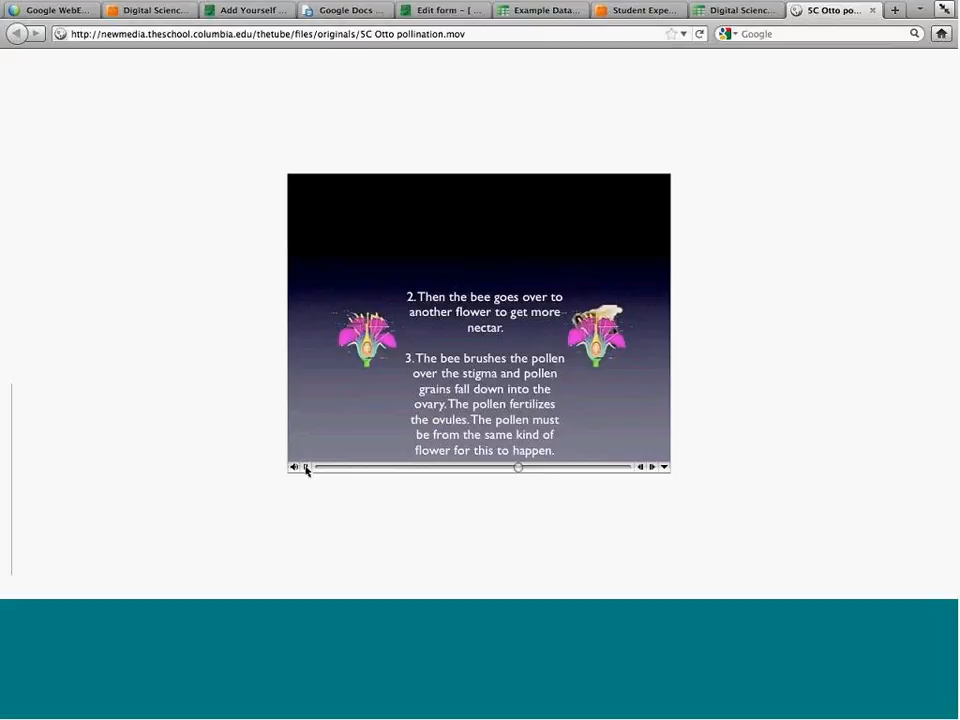 Google WebE...
Digital Scienc...
Add Yourself ...
Google Docs ...
Edit form - [ ...
Example Data...
Student Expe...
Digital Scienc...
5C Otto po...
http://newmedia.theschool.columbia.edu/thetube/files/originals/5C Otto pollination.mov
Google
2. Then the bee goes over to
another flower to get more
nectar.
3. The bee brushes the pollen
over the stigma and pollen
grains fall down into the
ovary. The pollen fertilizes
the ovules. The pollen must
be from the same kind of
flower for this to happen.